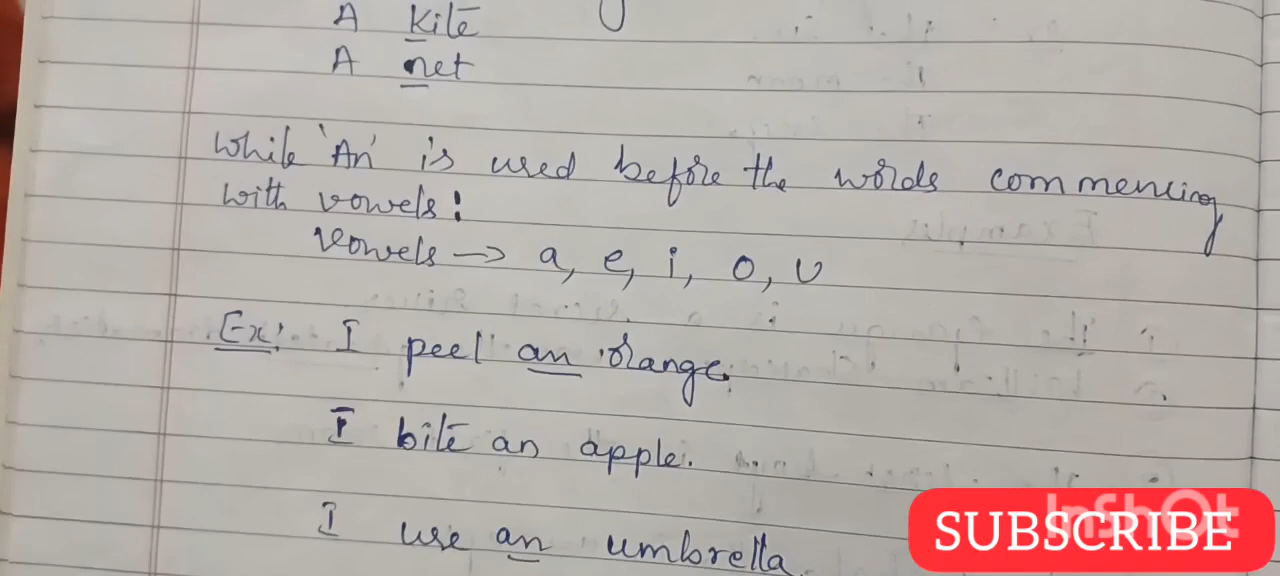 A kite
A net
While 'An' is used before the words commencing
with vowels:
vowels → a, e, i, o, u
Ex: I peel an orange.
I bite an apple.
I use an umbrella.
InShOt
SUBSCRIBE